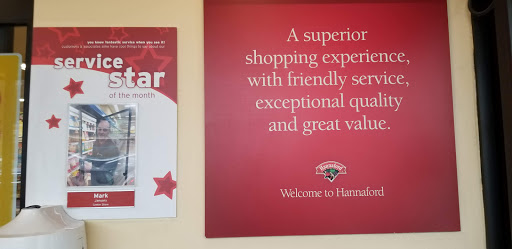 you know fantastic service when you see it!
service
star
of the month
Mark
A superior
shopping experience,
with friendly service,
exceptional quality
and great value.
Hannaford
Welcome to Hannaford